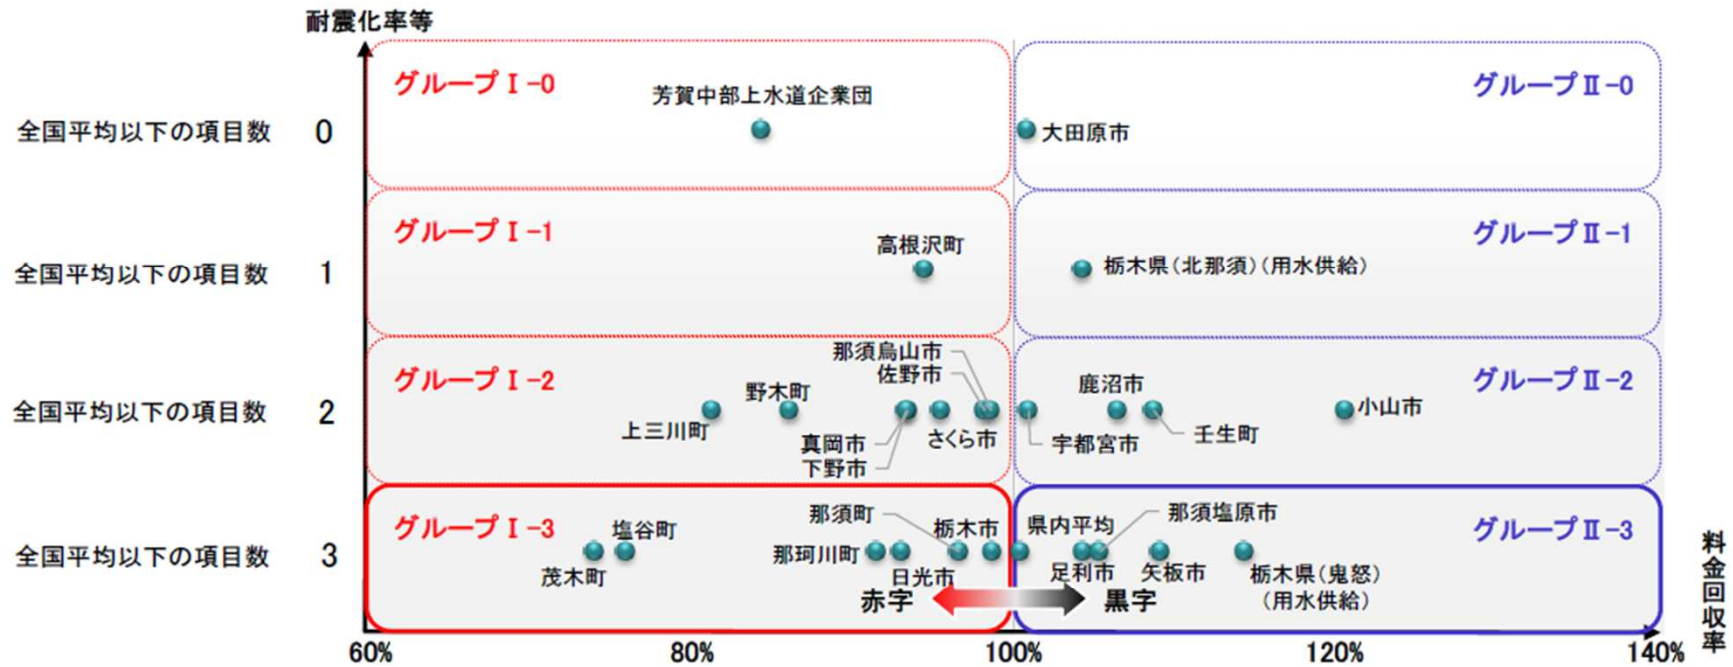 耐震化率等
グループⅠ-0
グループⅡ-0
芳賀中部上水道企業団
全国平均以下の項目数 0
大田原市
グループⅠ-1
グループⅡ-1
高根沢町
全国平均以下の項目数 1
栃木県(北那須)(用水供給)
グループⅠ-2
グループⅡ-2
那須烏山市
佐野市
野木町
鹿沼市
全国平均以下の項目数 2
小山市
上三川町
真岡市
下野市
さくら市
宇都宮市
壬生町
グループⅠ-3
グループⅡ-3
塩谷町
那須町
栃木市
県内平均
那須塩原市
全国平均以下の項目数 3
茂木町
那珂川町
日光市
足利市
矢板市
栃木県(鬼怒)
(用水供給)
赤字
黒字
料金回収率
60%
80%
100%
120%
140%